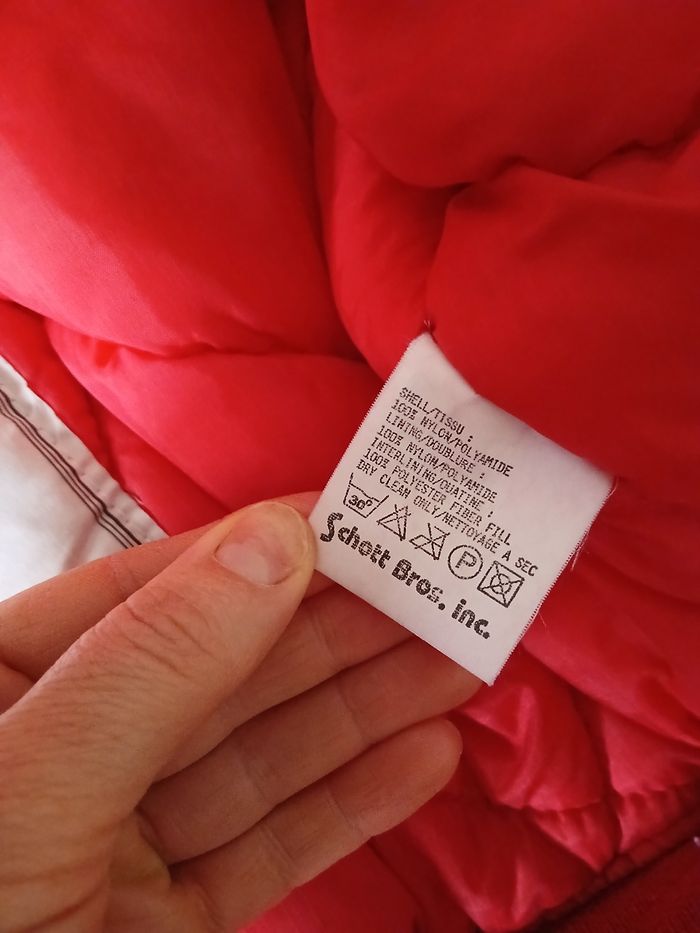 SHELL/TISSU :
100% NYLON/POLYAMIDE
LINING/DOUBLURE :
100% NYLON/POLYAMIDE
INTERLINING/OUATINE :
100% POLYESTER FIBER FILL
DRY CLEAN ONLY/NETTOYAGE A SEC
30° P
Schott Bros. inc.